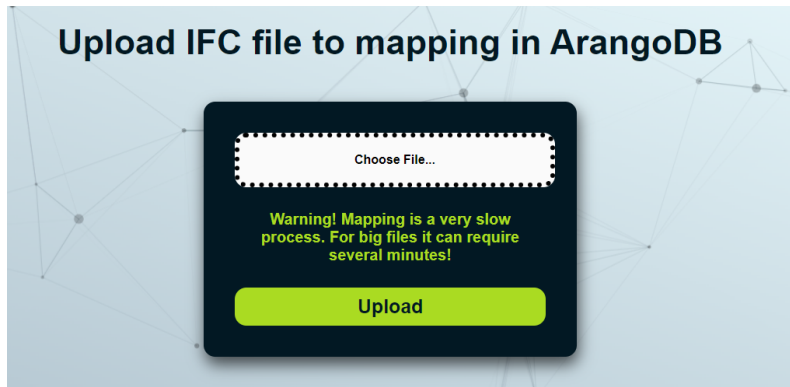 Upload IFC file to mapping in ArangoDB
Choose File...
Warning! Mapping is a very slow
process. For big files it can require
several minutes!
Upload